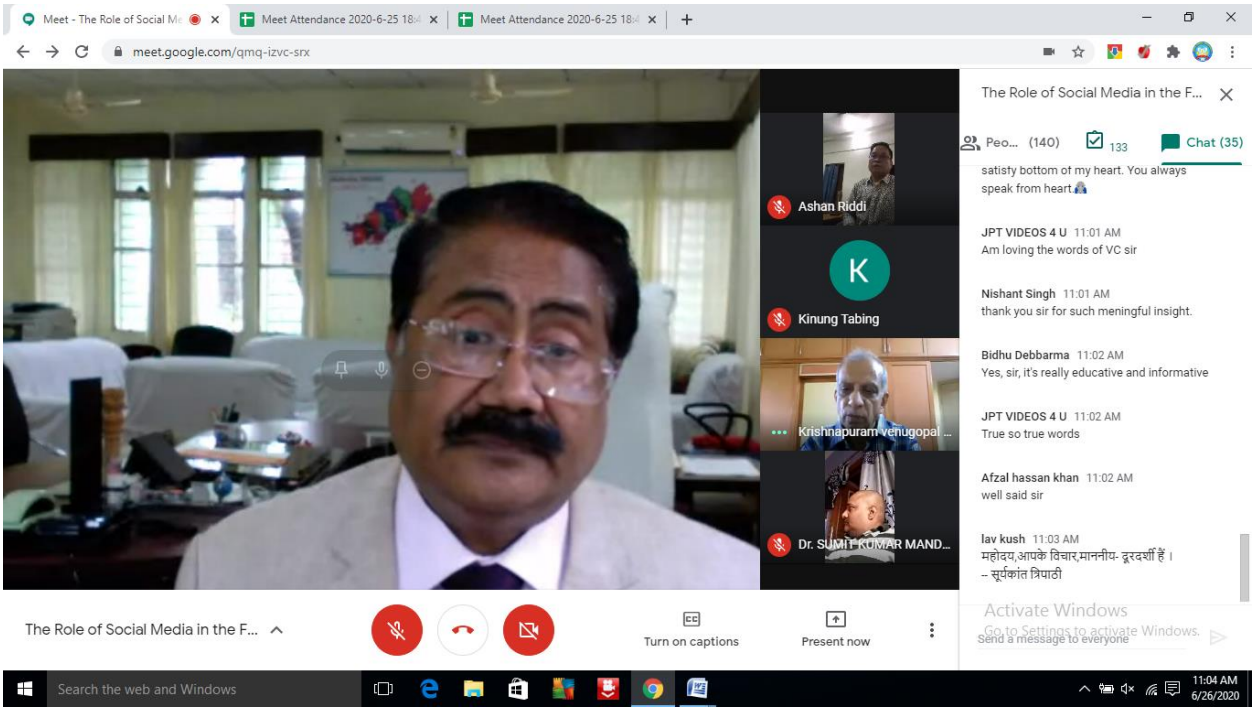 Meet - The Role of Social Me
Meet Attendance 2020-6-25 18:4
Meet Attendance 2020-6-25 18:4
meet.google.com/qmq-izvc-srx
The Role of Social Media in the F...
Peo... (140)
133
Chat (35)
satisfy bottom of my heart. You always
speak from heart
JPT VIDEOS 4 U 11:01 AM
Am loving the words of VC sir
Nishant Singh 11:01 AM
thank you sir for such meaningful insight.
Bidhu Debbarma 11:02 AM
Yes, sir, it's really educative and informative
JPT VIDEOS 4 U 11:02 AM
True so true words
Afzal hassan khan 11:02 AM
well said sir
lav kush 11:03 AM
महोदय,आपके विचार,माननीय- दूरदर्शी हैं ।
-- सूर्यकांत त्रिपाठी
Activate Windows
Go to Settings to activate Windows.
Send a message to everyone
Ashan Riddi
K
Kinung Tabing
Krishnapuram venugopal ...
Dr. SUMIT KUMAR MAND...
The Role of Social Media in the F...
CC
Turn on captions
Present now
Search the web and Windows
11:04 AM
6/26/2020